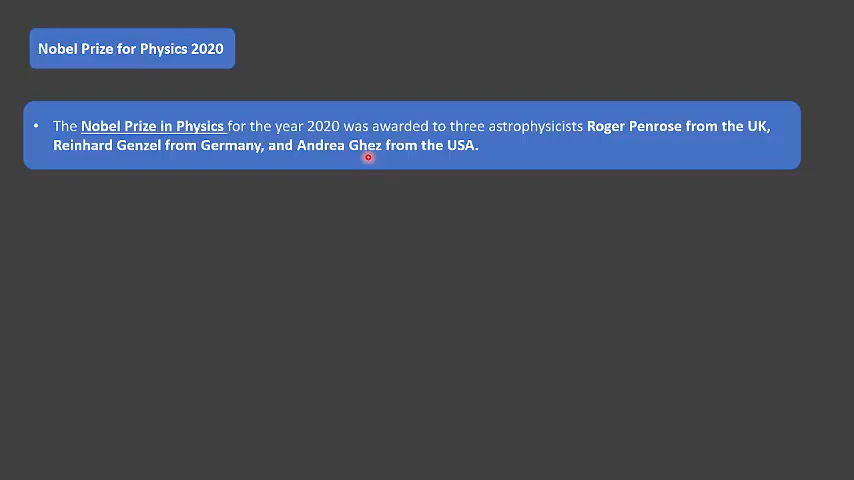 Nobel Prize for Physics 2020
• The Nobel Prize in Physics for the year 2020 was awarded to three astrophysicists Roger Penrose from the UK,
Reinhard Genzel from Germany, and Andrea Ghez from the USA.